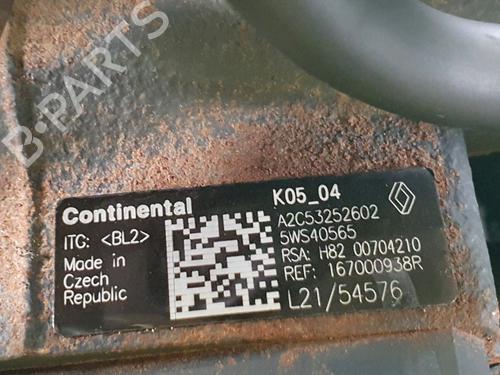 B-PARTS
Continental
K05_04
ITC: <BL2>
A2C53252602
5WS40565
Made in
Czech
Republic
RSA: H82 00704210
REF: 167000938R
L21/54576